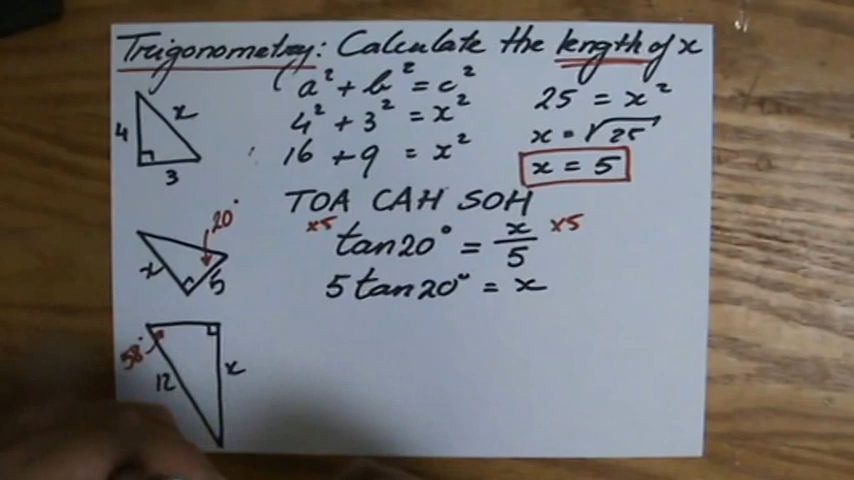 Trigonometry: Calculate the length of x
4
x
3
a² + b² = c²
4² + 3² = x²
16 + 9 = x²
25 = x²
x = √25
x = 5
TOA CAH SOH
20°
x
5
x5 tan20° = x/5 x5
5 tan20° = x
58°
12
x